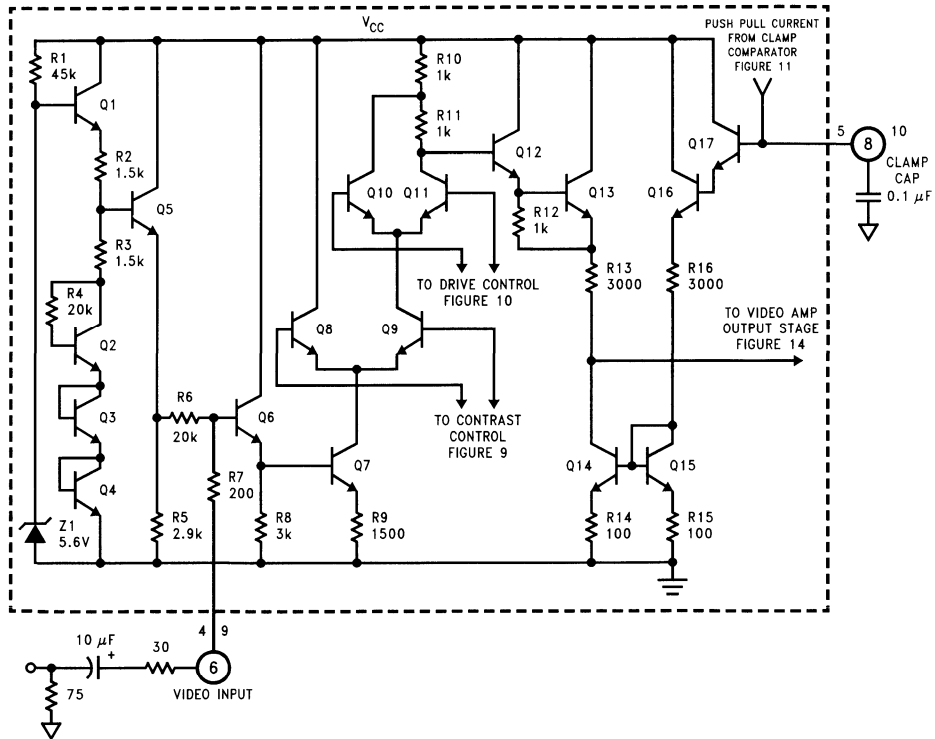 V_CC
PUSH PULL CURRENT
FROM CLAMP
COMPARATOR
FIGURE 11
R1
45k
Q1
R2
1.5k
Q5
R3
1.5k
R4
20k
Q2
Q3
Q4
Z1
5.6V
R5
2.9k
R6
20k
R7
200
Q6
R8
3k
Q7
R9
1500
Q8
Q9
TO CONTRAST
CONTROL
FIGURE 9
R10
1k
R11
1k
Q10
Q11
TO DRIVE CONTROL
FIGURE 10
Q12
R12
1k
Q13
R13
3000
Q16
Q17
R16
3000
TO VIDEO AMP
OUTPUT STAGE
FIGURE 14
Q14
Q15
R14
100
R15
100
5
8
10
CLAMP
CAP
0.1 µF
4
9
6
VIDEO INPUT
10 µF
+
30
75